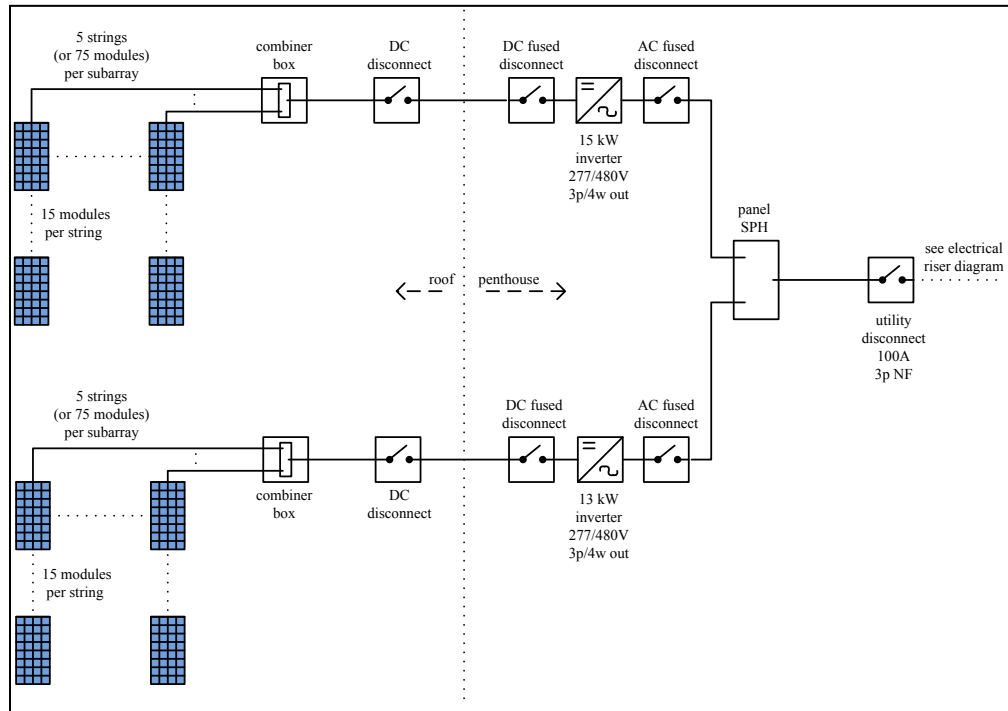 5 strings
(or 75 modules)
per subarray
combiner
box
DC
disconnect
DC fused
disconnect
AC fused
disconnect
15 kW
inverter
277/480V
3p/4w out
15 modules
per string
panel
SPH
see electrical
riser diagram
roof
penthouse
utility
disconnect
100A
3p NF
5 strings
(or 75 modules)
per subarray
combiner
box
DC
disconnect
DC fused
disconnect
AC fused
disconnect
13 kW
inverter
277/480V
3p/4w out
15 modules
per string